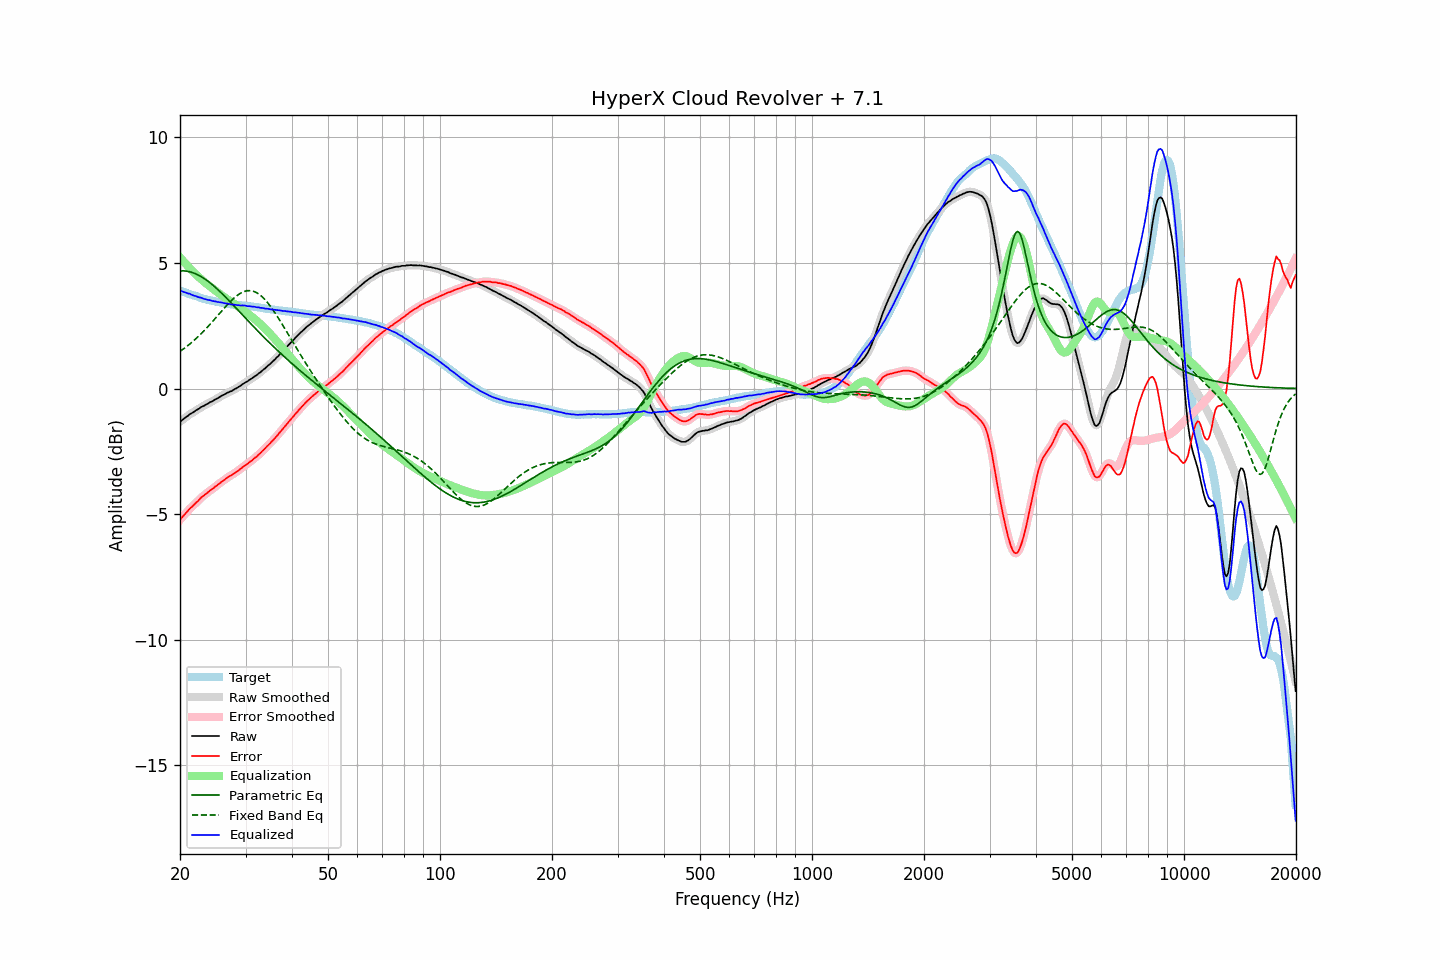 HyperX Cloud Revolver + 7.1
Amplitude (dBr)
10
5
0
−5
−10
−15
Target
Raw Smoothed
Error Smoothed
Raw
Error
Equalization
Parametric Eq
Fixed Band Eq
Equalized
20
50
100
200
500
1000
2000
5000
10000
20000
Frequency (Hz)